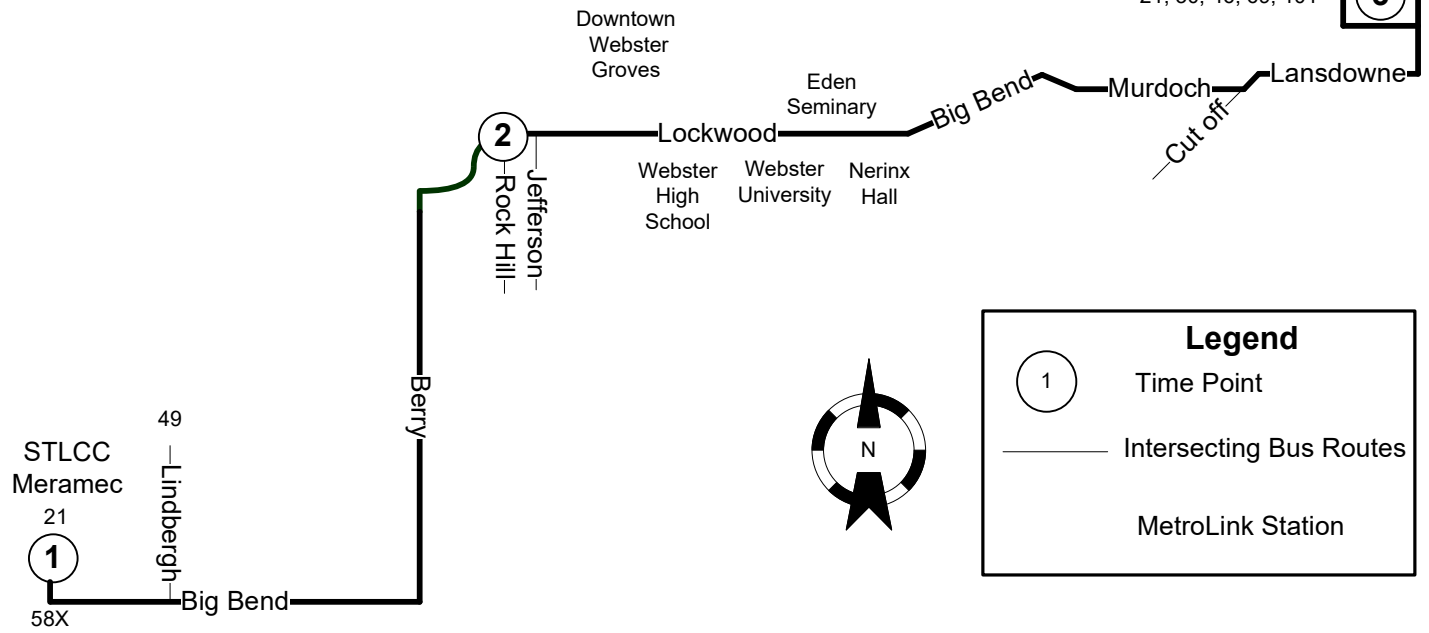 Downtown
Webster
Groves
Eden
Seminary
Big Bend
Murdoch
Lansdowne
Cut off
2
Lockwood
Webster
High
School
Webster
University
Nerinx
Hall
Rock Hill
Jefferson
Berry
49
Lindbergh
STLCC
Meramec
21
1
58X
Big Bend
N
Legend
1
Time Point
Intersecting Bus Routes
MetroLink Station